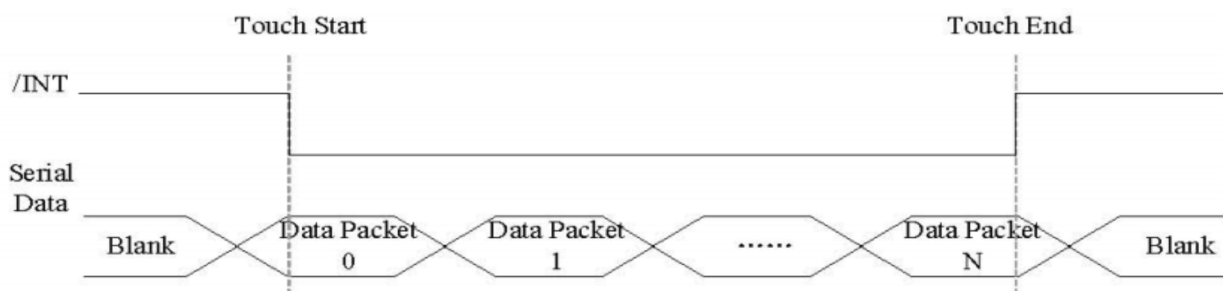 Touch Start
Touch End
/INT
Serial
Data
Blank
Data Packet
0
Data Packet
1
......
Data Packet
N
Blank